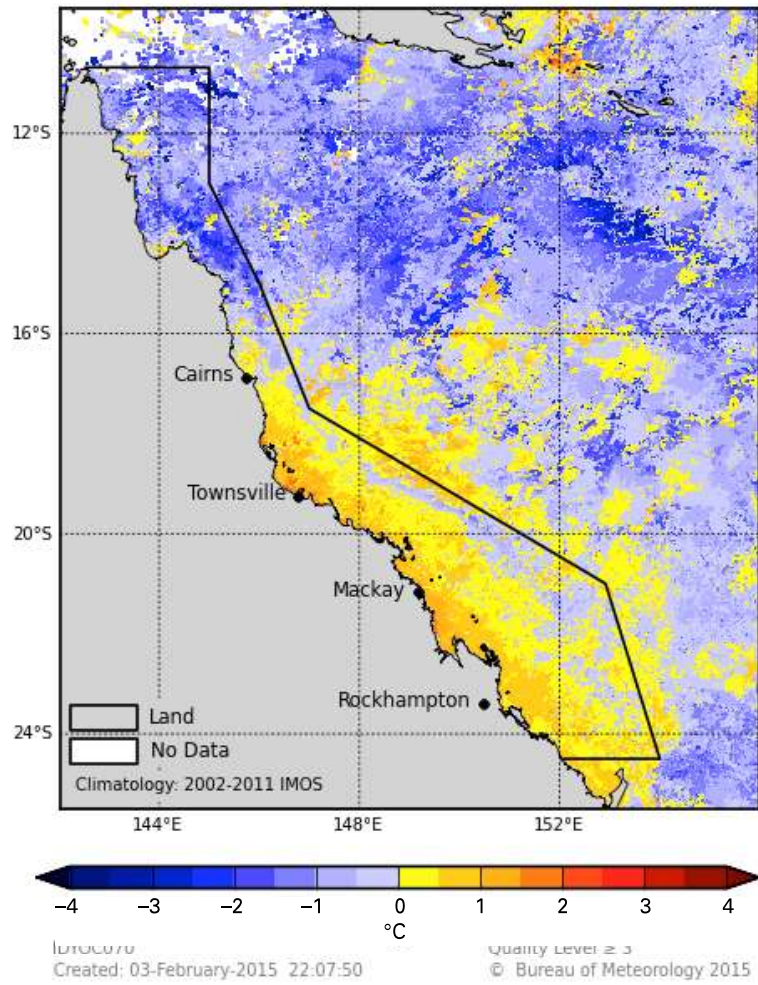 12°S
16°S
Cairns
Townsville
20°S
Mackay
Rockhampton
Land
24°S
No Data
Climatology: 2002-2011 IMOS
144°E 148°E 152°E
−4 −3 −2 −1 0 1 2 3 4
°C
IDYOC070 Quality Level ≥ 3
Created: 03-February-2015 22:07:50 © Bureau of Meteorology 2015